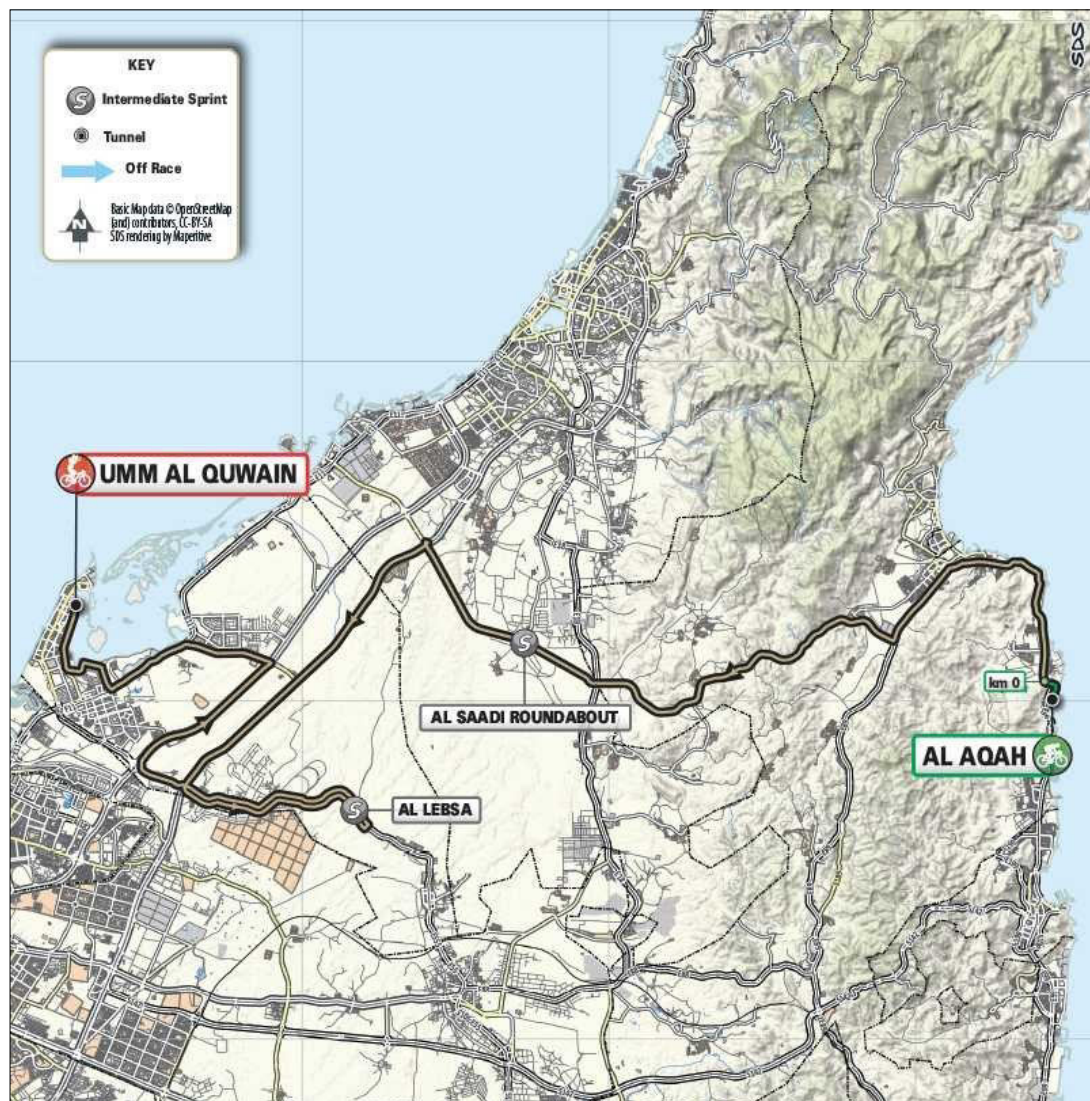 KEY
S Intermediate Sprint
Tunnel
Off Race
N
Basic Map data © OpenStreetMap
(and) contributors, CC-BY-SA
SDS rendering by Maperitive
SDS
UMM AL QUWAIN
S
AL SAADI ROUNDABOUT
km 0
AL AQAH
S
AL LEBSA